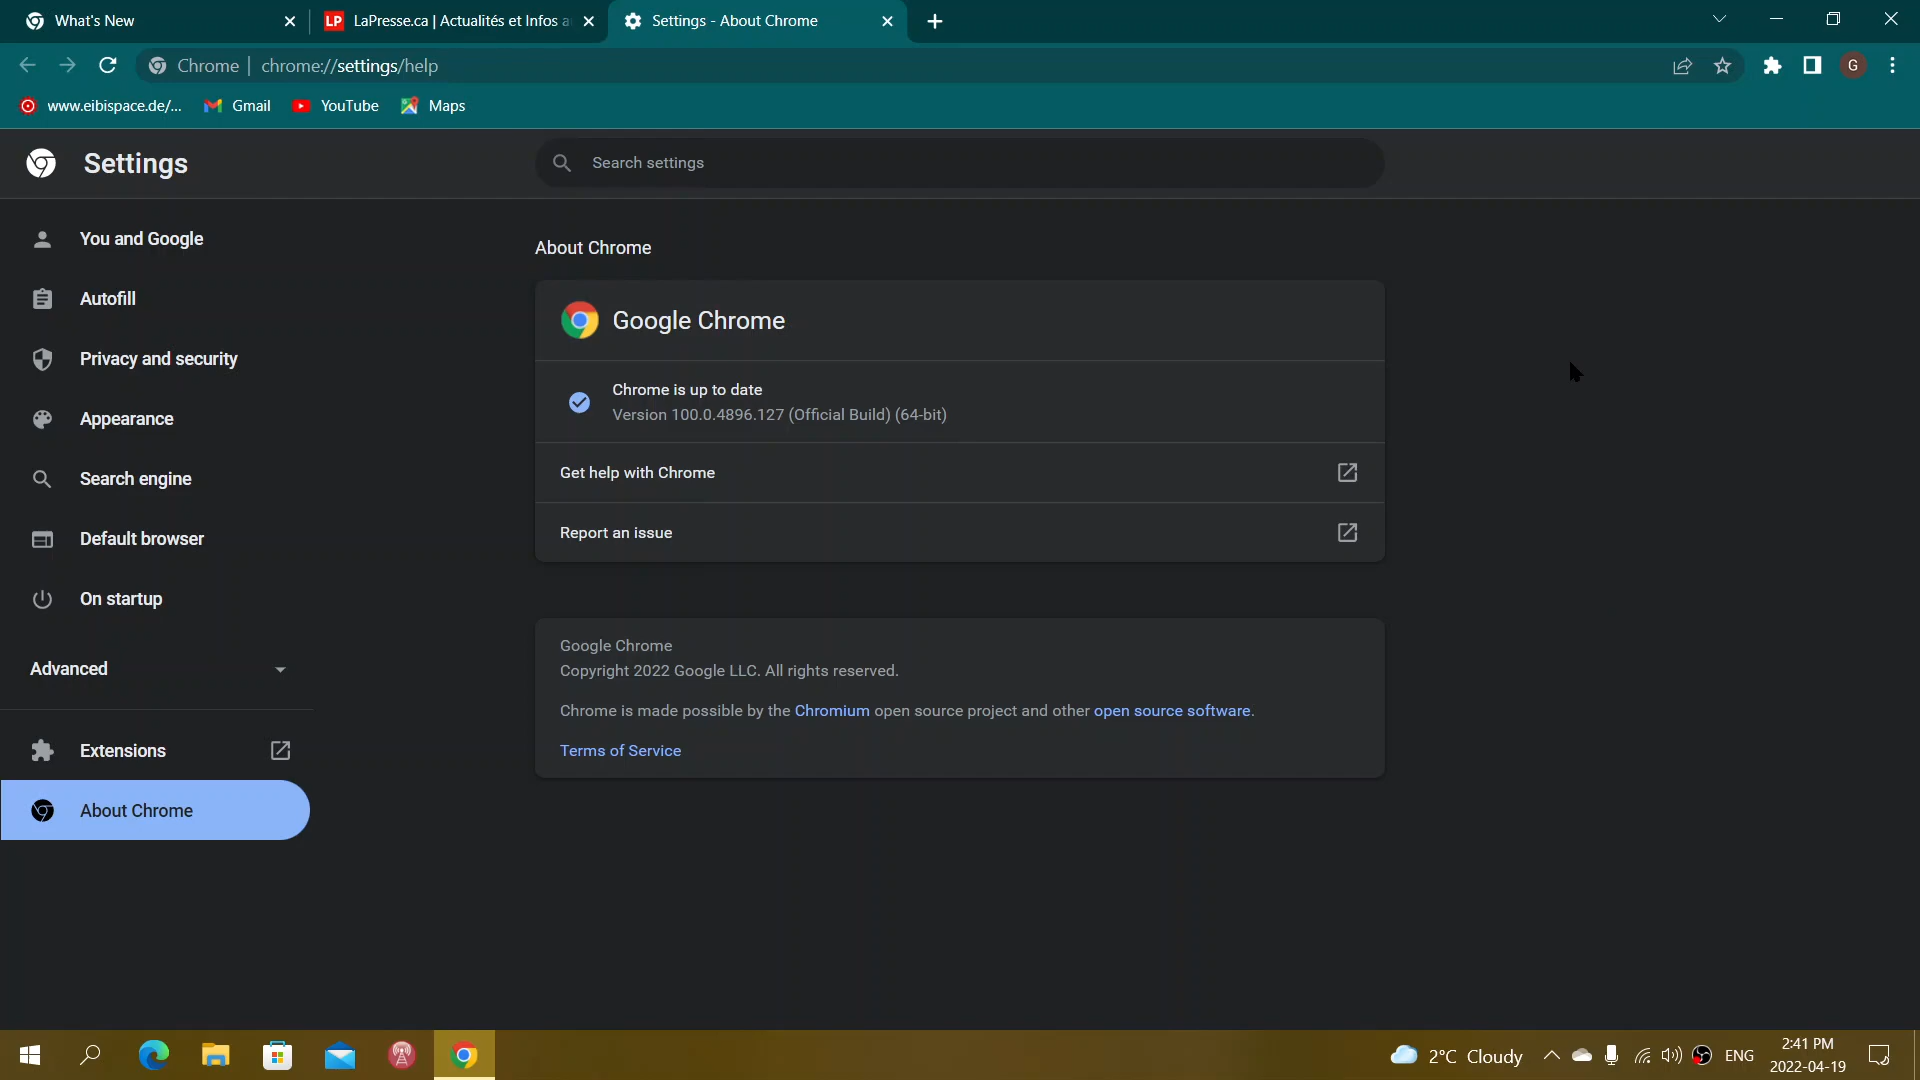 What's New
LP LaPresse.ca | Actualités et Infos a
Settings - About Chrome
Chrome | chrome://settings/help
G
www.eibispace.de/...
Gmail
YouTube
Maps
Settings
Search settings
You and Google
Autofill
Privacy and security
Appearance
Search engine
Default browser
On startup
Advanced
Extensions
About Chrome
About Chrome
Google Chrome
Chrome is up to date
Version 100.0.4896.127 (Official Build) (64-bit)
Get help with Chrome
Report an issue
Google Chrome
Copyright 2022 Google LLC. All rights reserved.
Chrome is made possible by the Chromium open source project and other open source software.
Terms of Service
2°C Cloudy
ENG
2:41 PM
2022-04-19